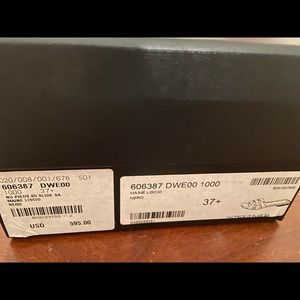 020/008/001/678 S01
606387 DWE00
1000 37+
NU PIEDS 05 SLIDE SA
MAINE LISCIO
NERO
USD 595.00
606387 DWE00 1000
MAINE LISCIO
NERO
37+